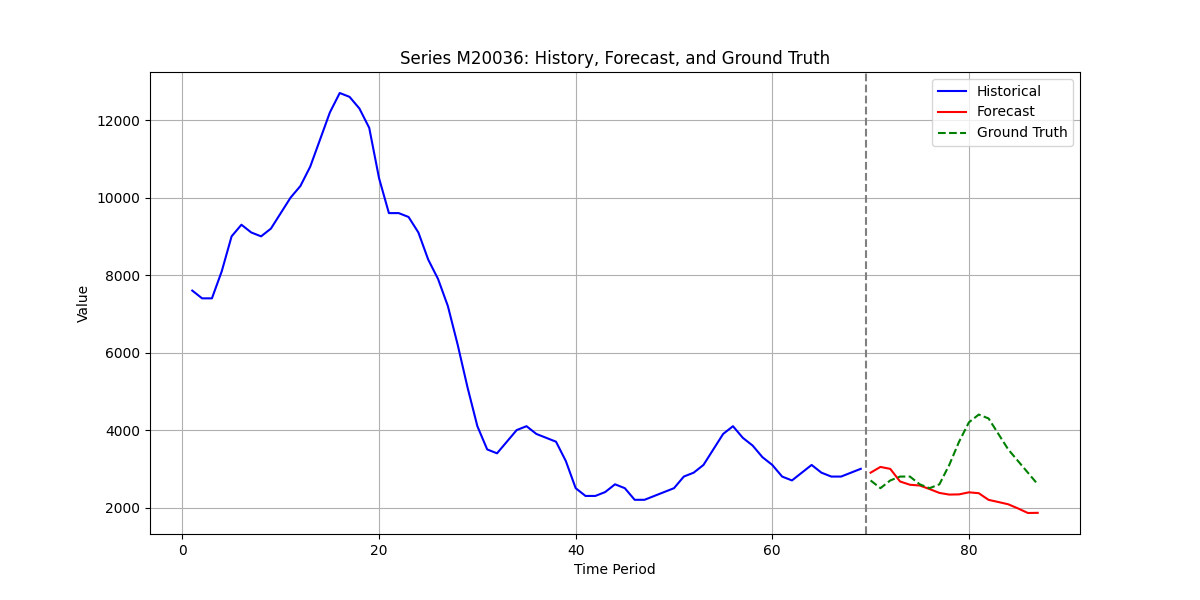 Series M20036: History, Forecast, and Ground Truth
Historical
Forecast
Ground Truth
Value
12000
10000
8000
6000
4000
2000
0 20 40 60 80
Time Period